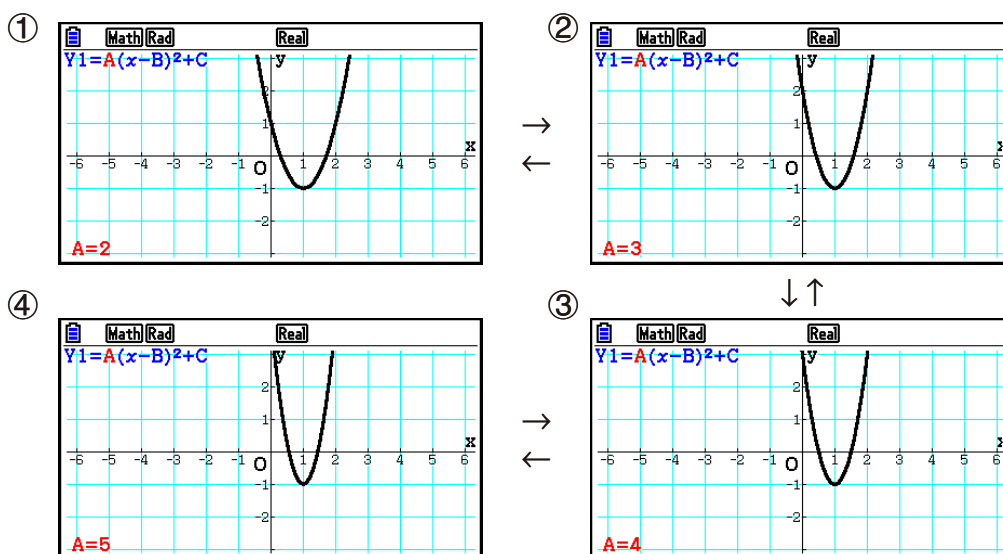 ①
Math Rad Real
Y1=A(x-B)²+C
y
2
1
x
-6 -5 -4 -3 -2 -1 O 1 2 3 4 5 6
-1
-2
A=2
→
←
②
Math Rad Real
Y1=A(x-B)²+C
y
2
1
x
-6 -5 -4 -3 -2 -1 O 1 2 3 4 5 6
-1
-2
A=3
↓↑
④
Math Rad Real
Y1=A(x-B)²+C
y
2
1
x
-6 -5 -4 -3 -2 -1 O 1 2 3 4 5 6
-1
-2
A=5
→
←
③
Math Rad Real
Y1=A(x-B)²+C
y
2
1
x
-6 -5 -4 -3 -2 -1 O 1 2 3 4 5 6
-1
-2
A=4